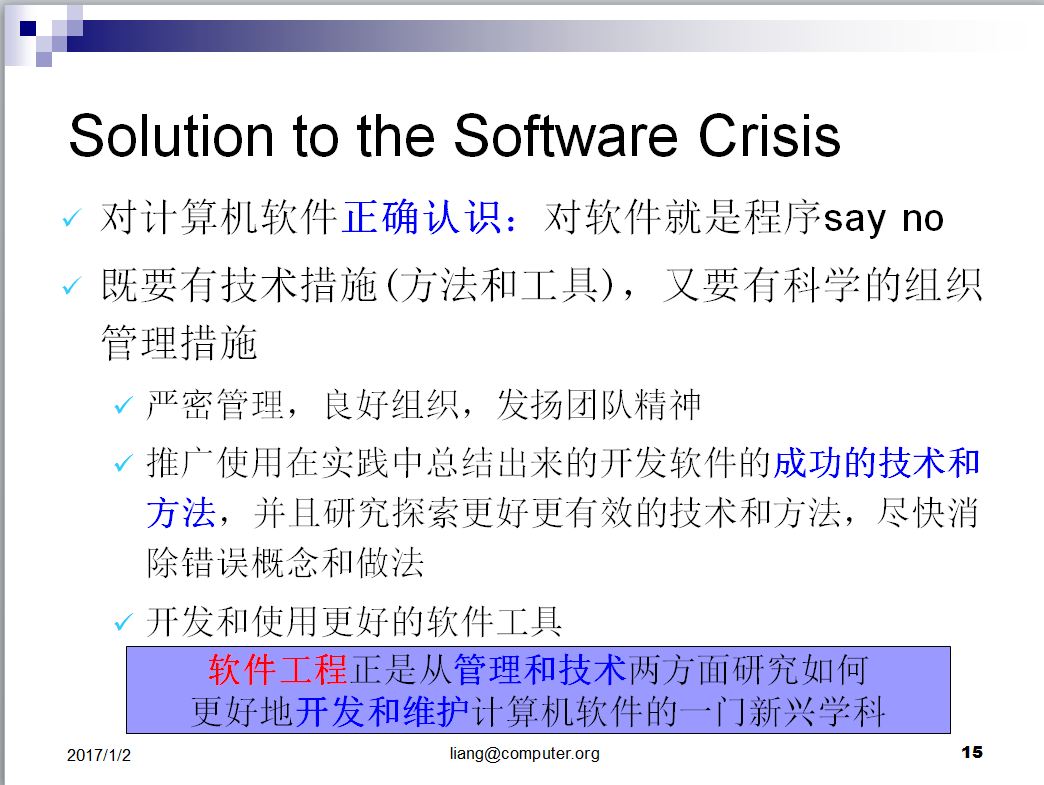 Solution to the Software Crisis
对计算机软件正确认识：对软件就是程序say no
既要有技术措施(方法和工具)，又要有科学的组织
管理措施
严密管理，良好组织，发扬团队精神
推广使用在实践中总结出来的开发软件的成功的技术和
方法，并且研究探索更好更有效的技术和方法，尽快消
除错误概念和做法
开发和使用更好的软件工具
软件工程正是从管理和技术两方面研究如何
更好地开发和维护计算机软件的一门新兴学科
2017/1/2 liang@computer.org 15